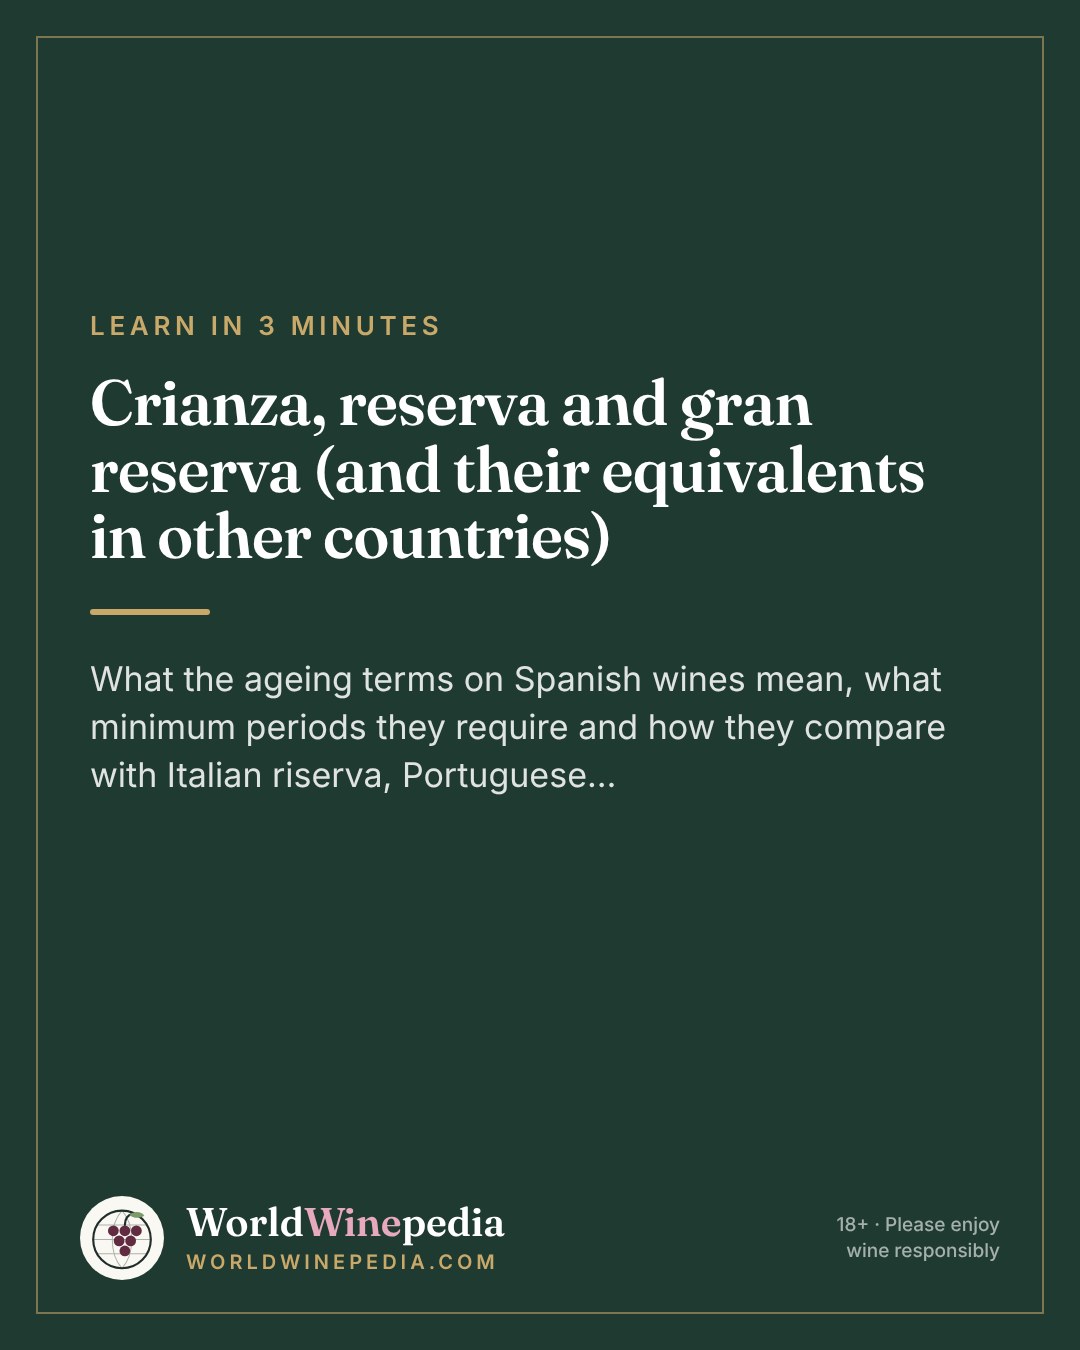 LEARN IN 3 MINUTES
Crianza, reserva and gran
reserva (and their equivalents
in other countries)
What the ageing terms on Spanish wines mean, what
minimum periods they require and how they compare
with Italian riserva, Portuguese...
WorldWinepedia
WORLDWINEPEDIA.COM
18+ · Please enjoy
wine responsibly